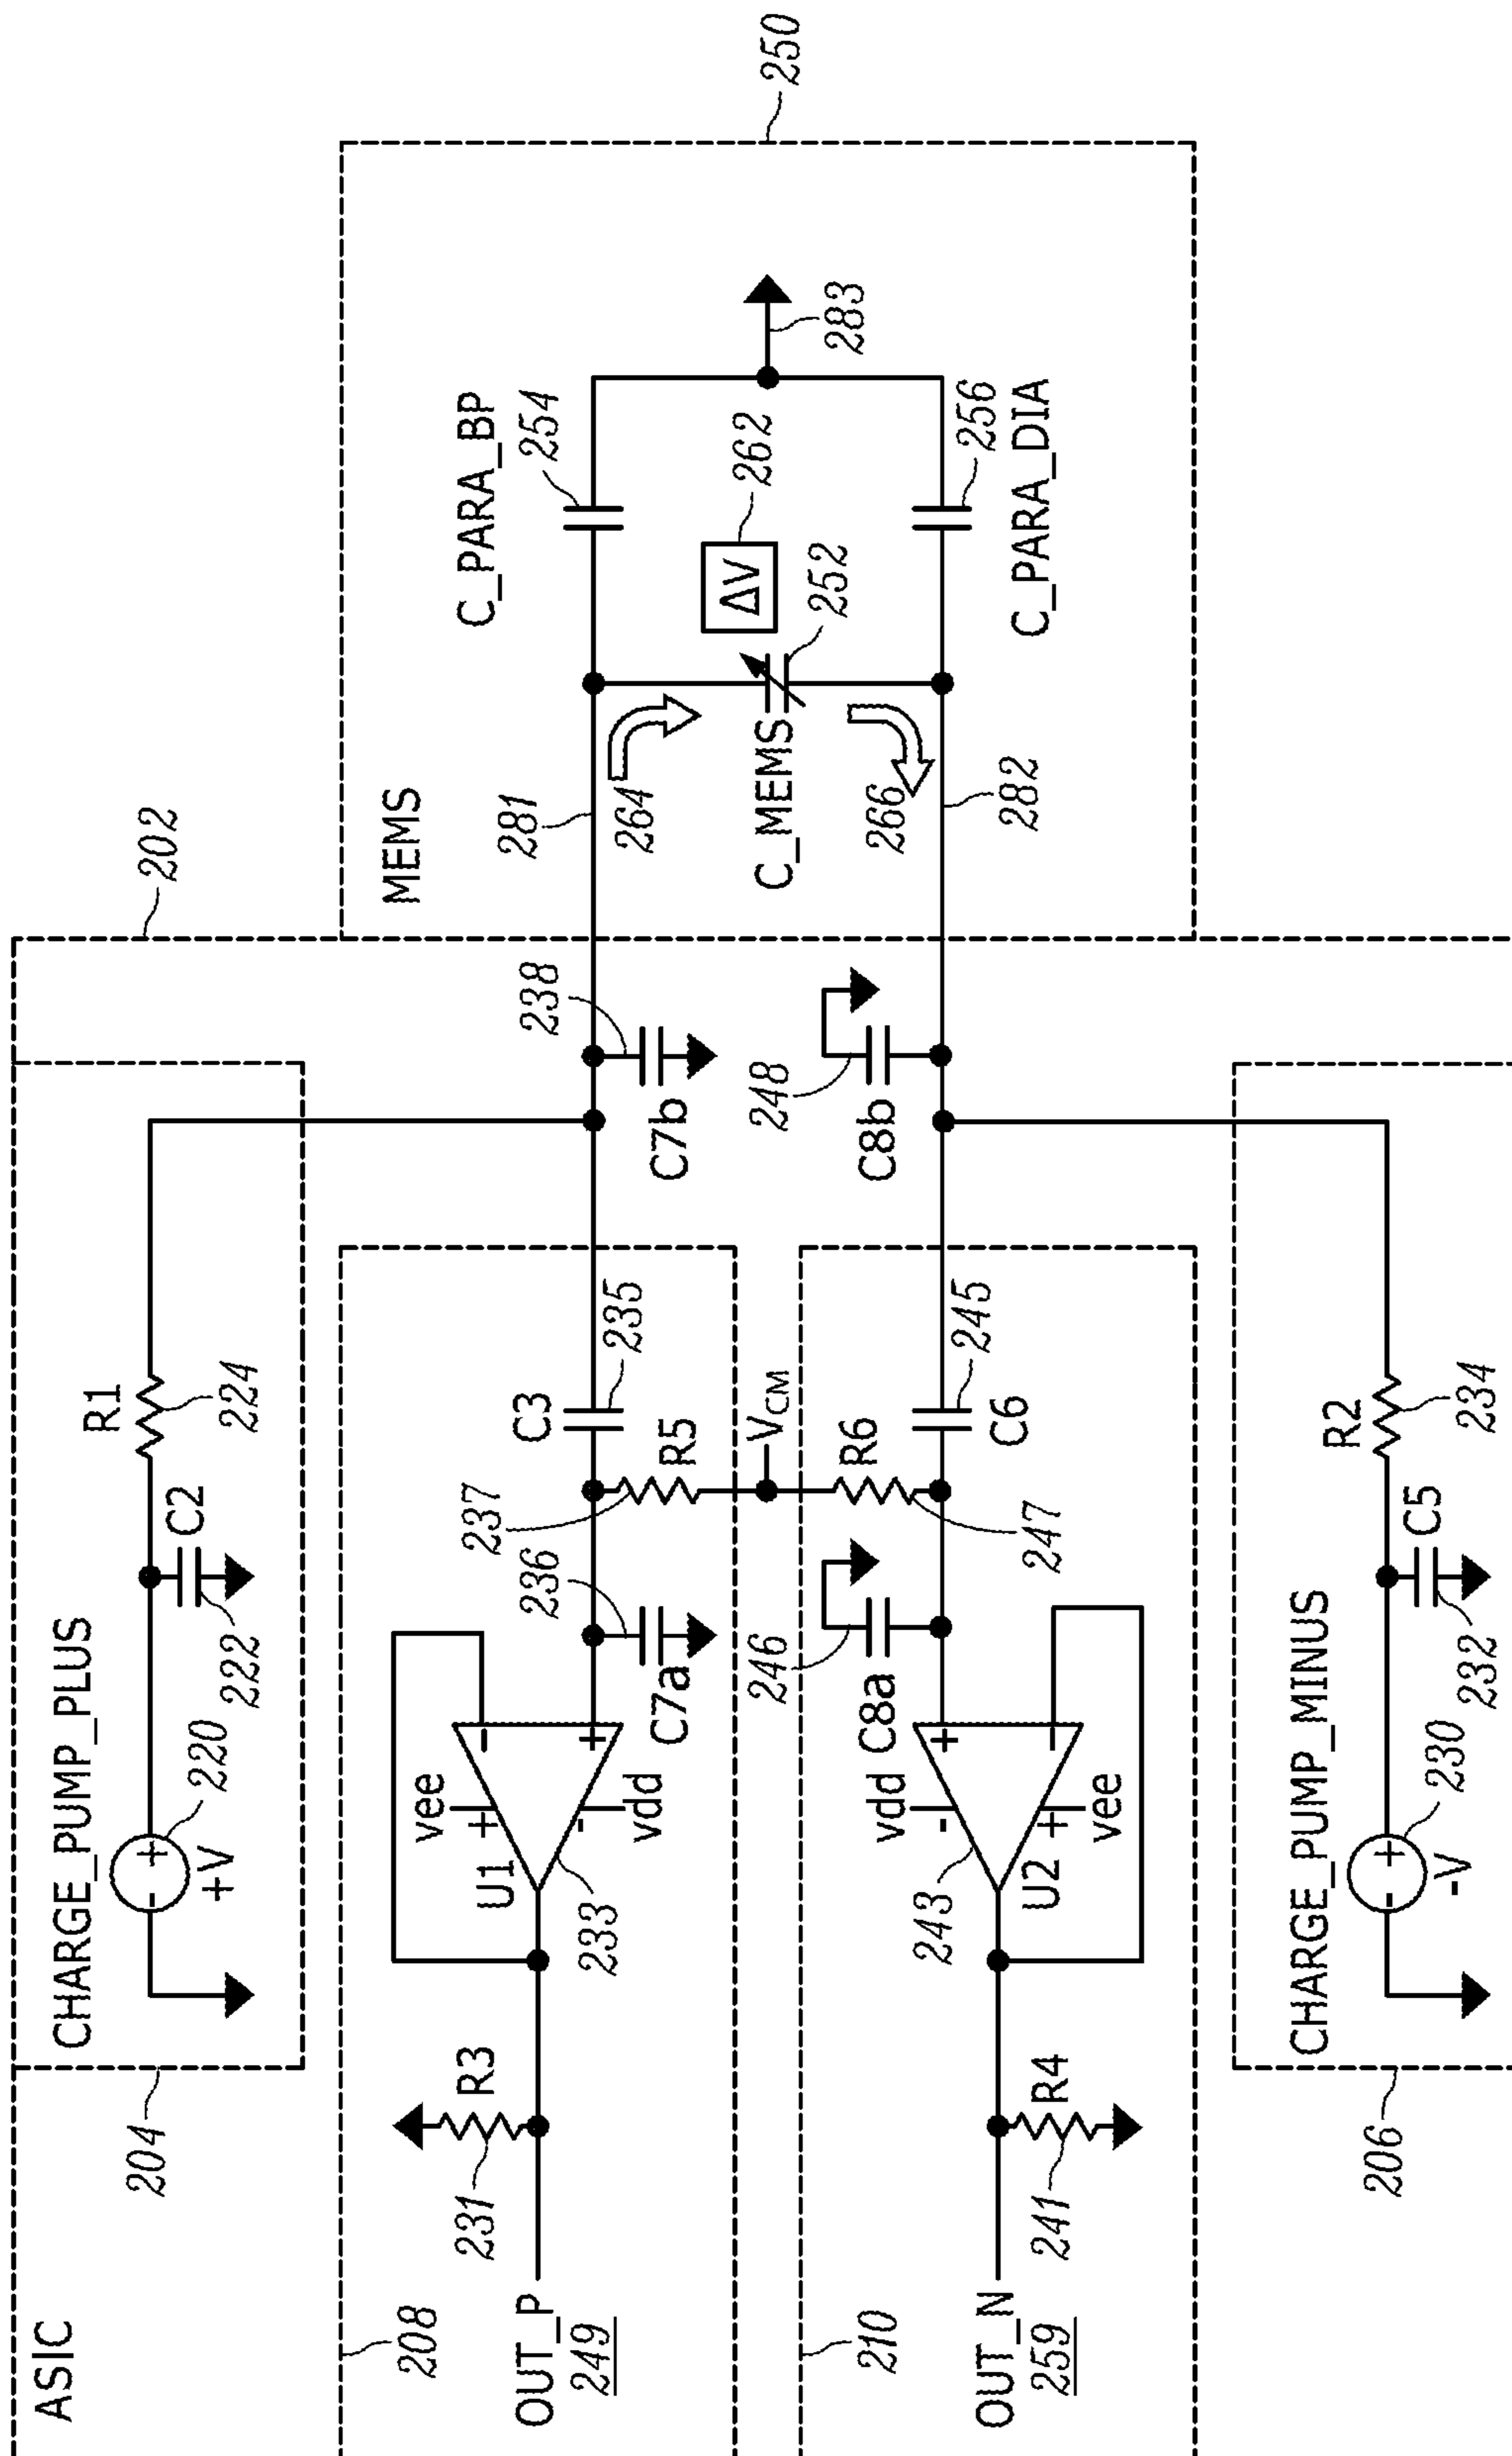 ASIC
202
204
CHARGE_PUMP_PLUS
220
+
-
+V
222
C2
R1
224
208
OUT_P
249
231
R3
U1
233
vee
+
-
vdd
-
+
C7a
236
237
R5
C3
235
C7b
238
V_CM
210
OUT_N
259
241
R4
U2
243
vdd
-
+
vee
+
-
C8a
246
247
R6
C6
245
C8b
248
206
CHARGE_PUMP_MINUS
230
+
-
-V
232
C5
R2
234
MEMS
250
281
264
C_MEMS
252
ΔV
262
C_PARA_BP
254
283
266
282
C_PARA_DIA
256